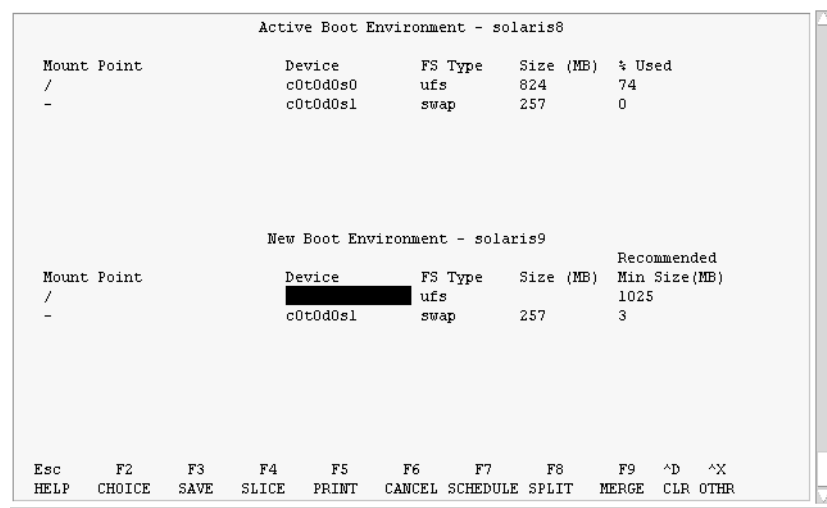 Active Boot Environment - solaris8
Mount Point Device FS Type Size (MB) % Used
/ c0t0d0s0 ufs 824 74
- c0t0d0s1 swap 257 0
New Boot Environment - solaris9
Recommended
Mount Point Device FS Type Size (MB) Min Size(MB)
/ ufs 1025
- c0t0d0s1 swap 257 3
Esc F2 F3 F4 F5 F6 F7 F8 F9 ^D ^X
HELP CHOICE SAVE SLICE PRINT CANCEL SCHEDULE SPLIT MERGE CLR OTHR